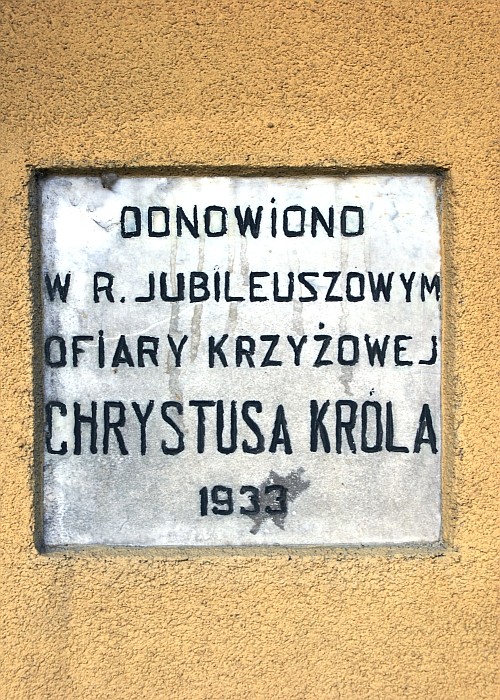 ODNOWiONO
W R. JUBILEUSZOWYM
OFiARY KRZYŻOWEJ
CHRYSTUSA KRÓLA
1933